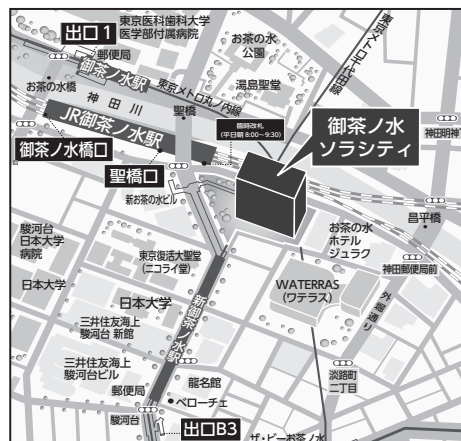 出口1
東京医科歯科大学
医学部付属病院
郵便局
御茶ノ水駅
お茶の水
公園
東京メトロ千代田線
お茶の水橋
東京メトロ丸ノ内線
湯島聖堂
神田川
聖橋
JR御茶ノ水駅
臨時改札
(平日朝 8:00~9:30)
御茶ノ水
ソラシティ
神田明神下
御茶ノ水橋口
聖橋口
新お茶の水ビル
昌平橋
駿河台
日本大学
病院
東京復活大聖堂
(ニコライ堂)
お茶の水
ホテル
ジュラク
神田郵便局前
日本大学
日本大学
新御茶ノ水駅
WATERRAS
(ワテラス)
外堀通り
三井住友海上
駿河台 新館
三井住友海上
駿河台ビル
郵便局
龍名館
淡路町
二丁目
ベローチェ
駿河台
出口B3
ザ・ビーお茶ノ水